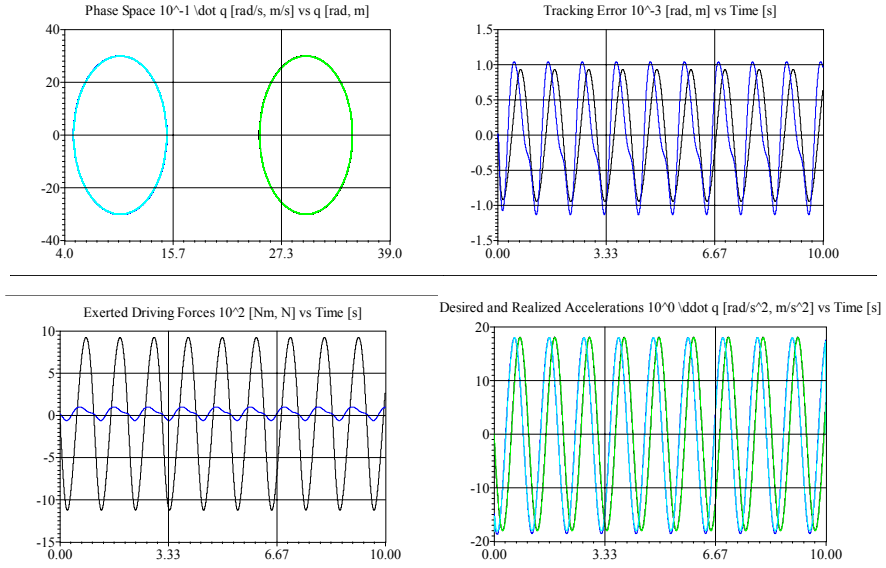 Phase Space 10^-1 \dot q [rad/s, m/s] vs q [rad, m]
40
20
0
-20
-40
4.0 15.7 27.3 39.0
Tracking Error 10^-3 [rad, m] vs Time [s]
1.5
1.0
0.5
0.0
-0.5
-1.0
-1.5
0.00 3.33 6.67 10.00
Exerted Driving Forces 10^2 [Nm, N] vs Time [s]
10
5
0
-5
-10
-15
0.00 3.33 6.67 10.00
Desired and Realized Accelerations 10^0 \ddot q [rad/s^2, m/s^2] vs Time [s]
20
10
0
-10
-20
0.00 3.33 6.67 10.00